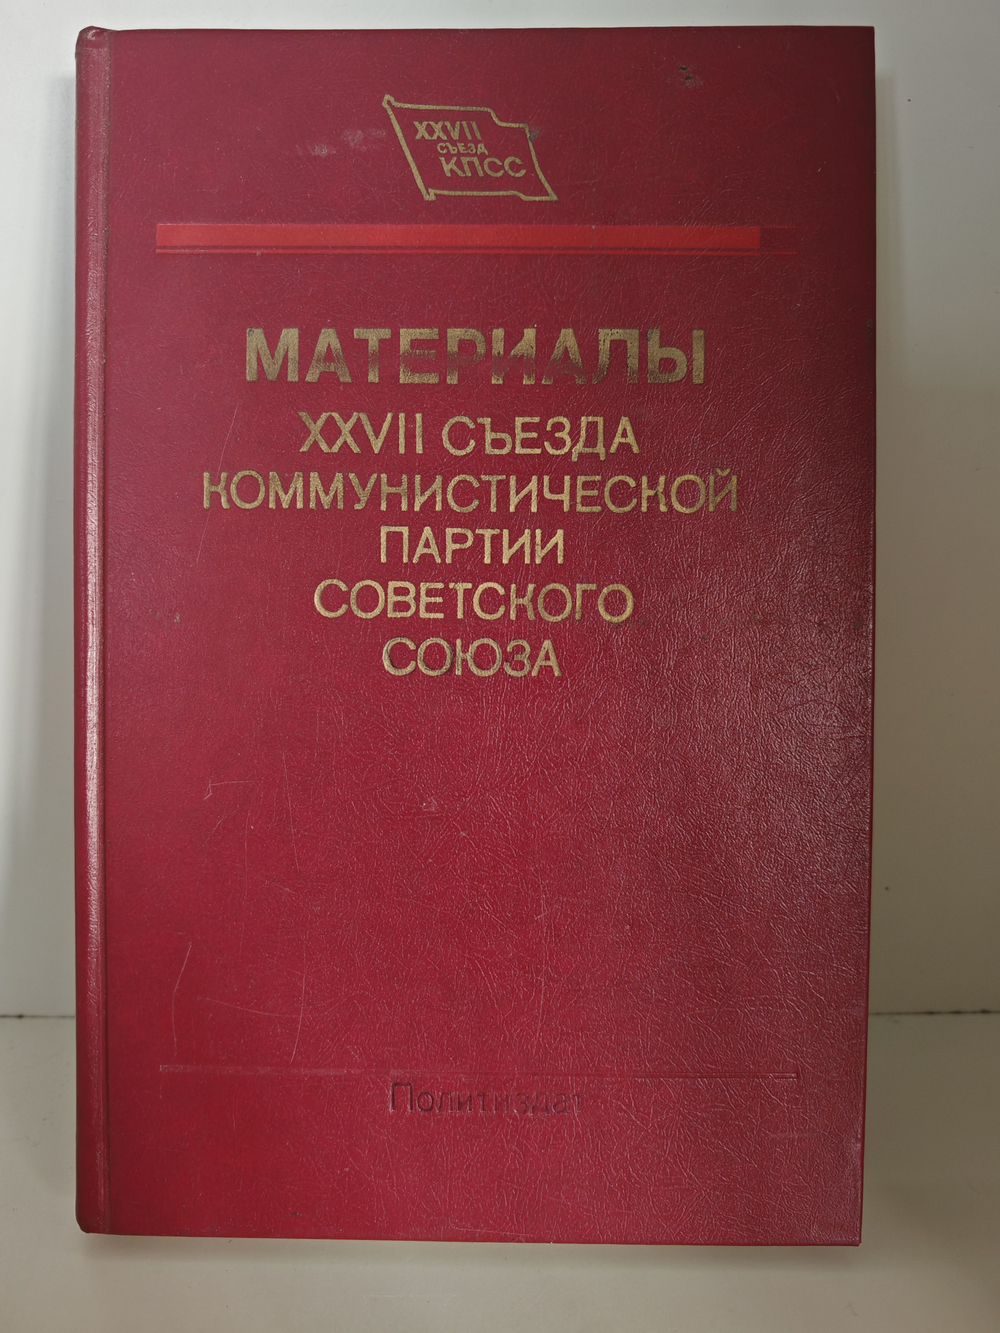 XXVII
СЪЕЗД
КПСС
МАТЕРИАЛЫ
XXVII СЪЕЗДА
КОММУНИСТИЧЕСКОЙ
ПАРТИИ
СОВЕТСКОГО
СОЮЗА
Политиздат